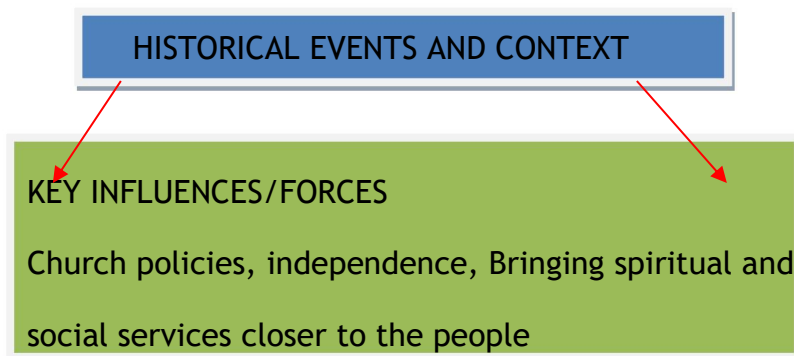 HISTORICAL EVENTS AND CONTEXT
KEY INFLUENCES/FORCES
Church policies, independence, Bringing spiritual and
social services closer to the people